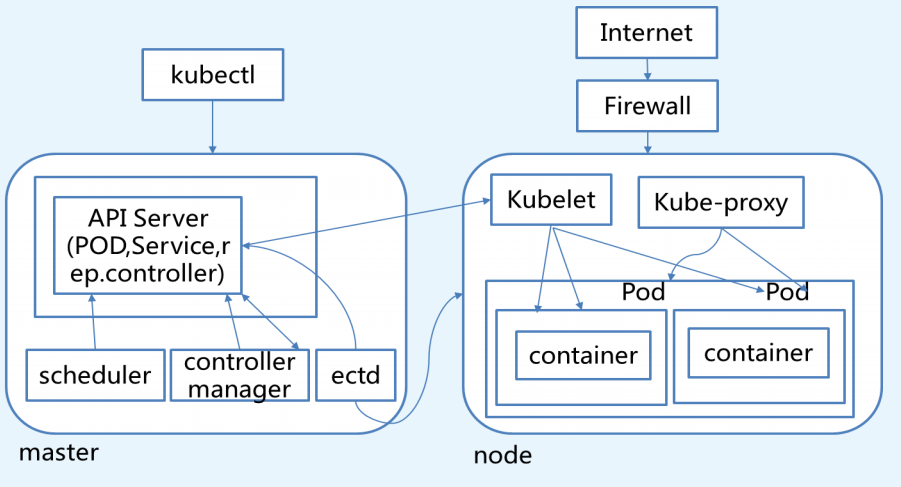 Internet
kubectl
Firewall
API Server
(POD,Service,r
ep.controller)
Kubelet
Kube-proxy
Pod
Pod
container
container
scheduler
controller
manager
ectd
master
node